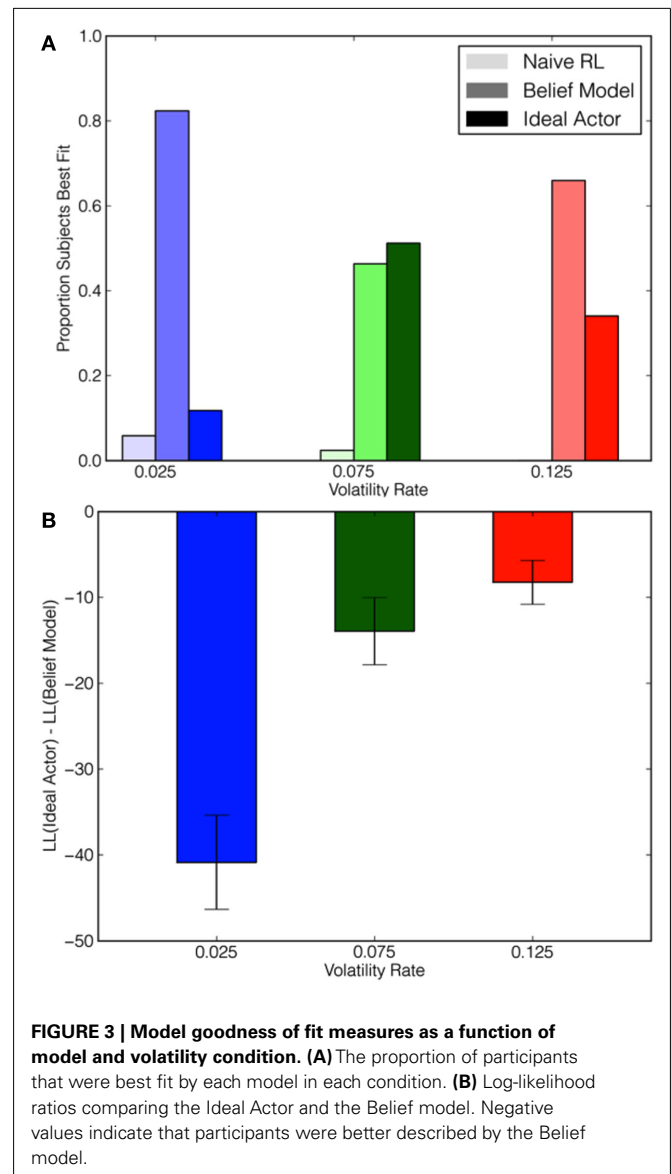 A
1.0
0.8
0.6
0.4
0.2
0.0
Proportion Subjects Best Fit
Naive RL
Belief Model
Ideal Actor
0.025 0.075 0.125
Volatility Rate
B
0
−10
−20
−30
−40
−50
LL(Ideal Actor) - LL(Belief Model)
0.025 0.075 0.125
Volatility Rate
FIGURE 3 | Model goodness of fit measures as a function of
model and volatility condition. (A) The proportion of participants
that were best fit by each model in each condition. (B) Log-likelihood
ratios comparing the Ideal Actor and the Belief model. Negative
values indicate that participants were better described by the Belief
model.